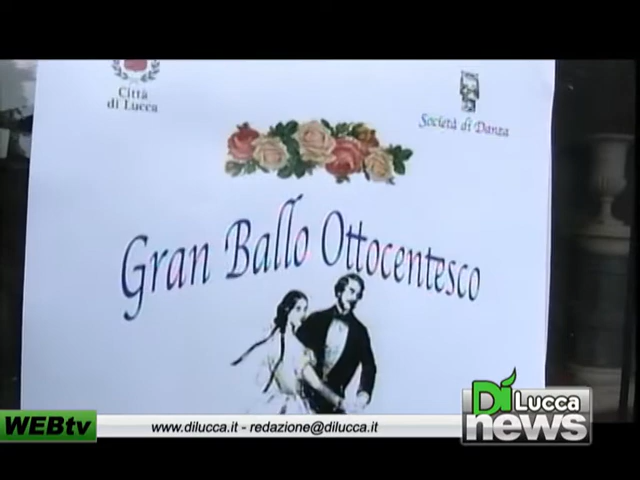 Città
di Lucca
Società di Danza
Gran Ballo Ottocentesco
Di Lucca
news
WEBtv
www.dilucca.it - redazione@dilucca.it